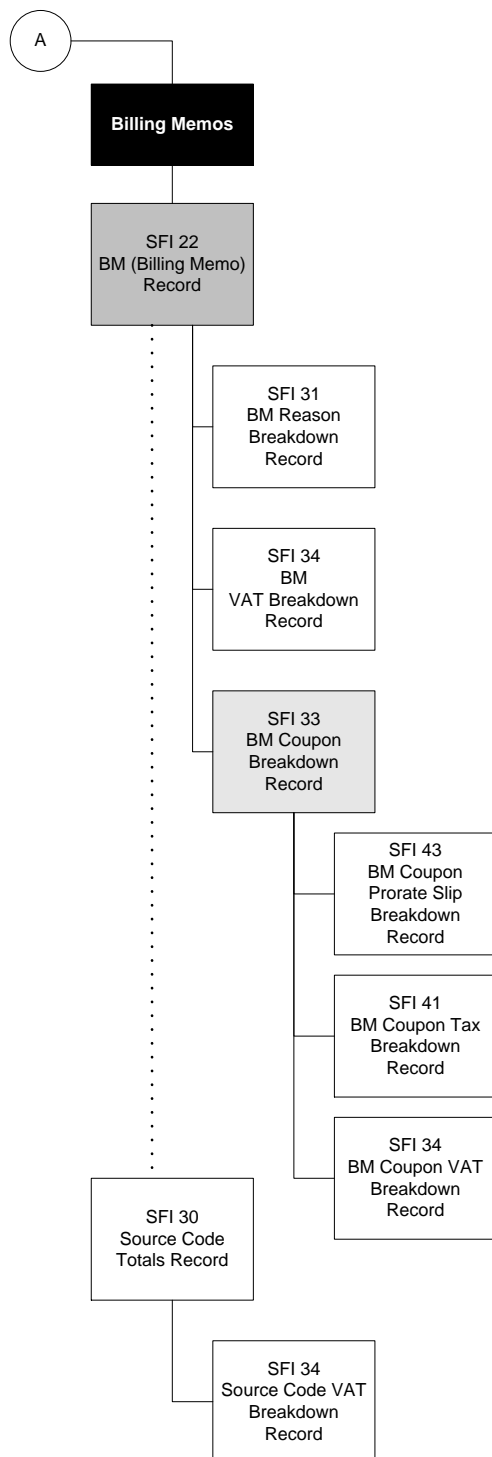 A
Billing Memos
SFI 22
BM (Billing Memo)
Record
SFI 31
BM Reason
Breakdown
Record
SFI 34
BM
VAT Breakdown
Record
SFI 33
BM Coupon
Breakdown
Record
SFI 43
BM Coupon
Prorate Slip
Breakdown
Record
SFI 41
BM Coupon Tax
Breakdown
Record
SFI 34
BM Coupon VAT
Breakdown
Record
SFI 30
Source Code
Totals Record
SFI 34
Source Code VAT
Breakdown
Record